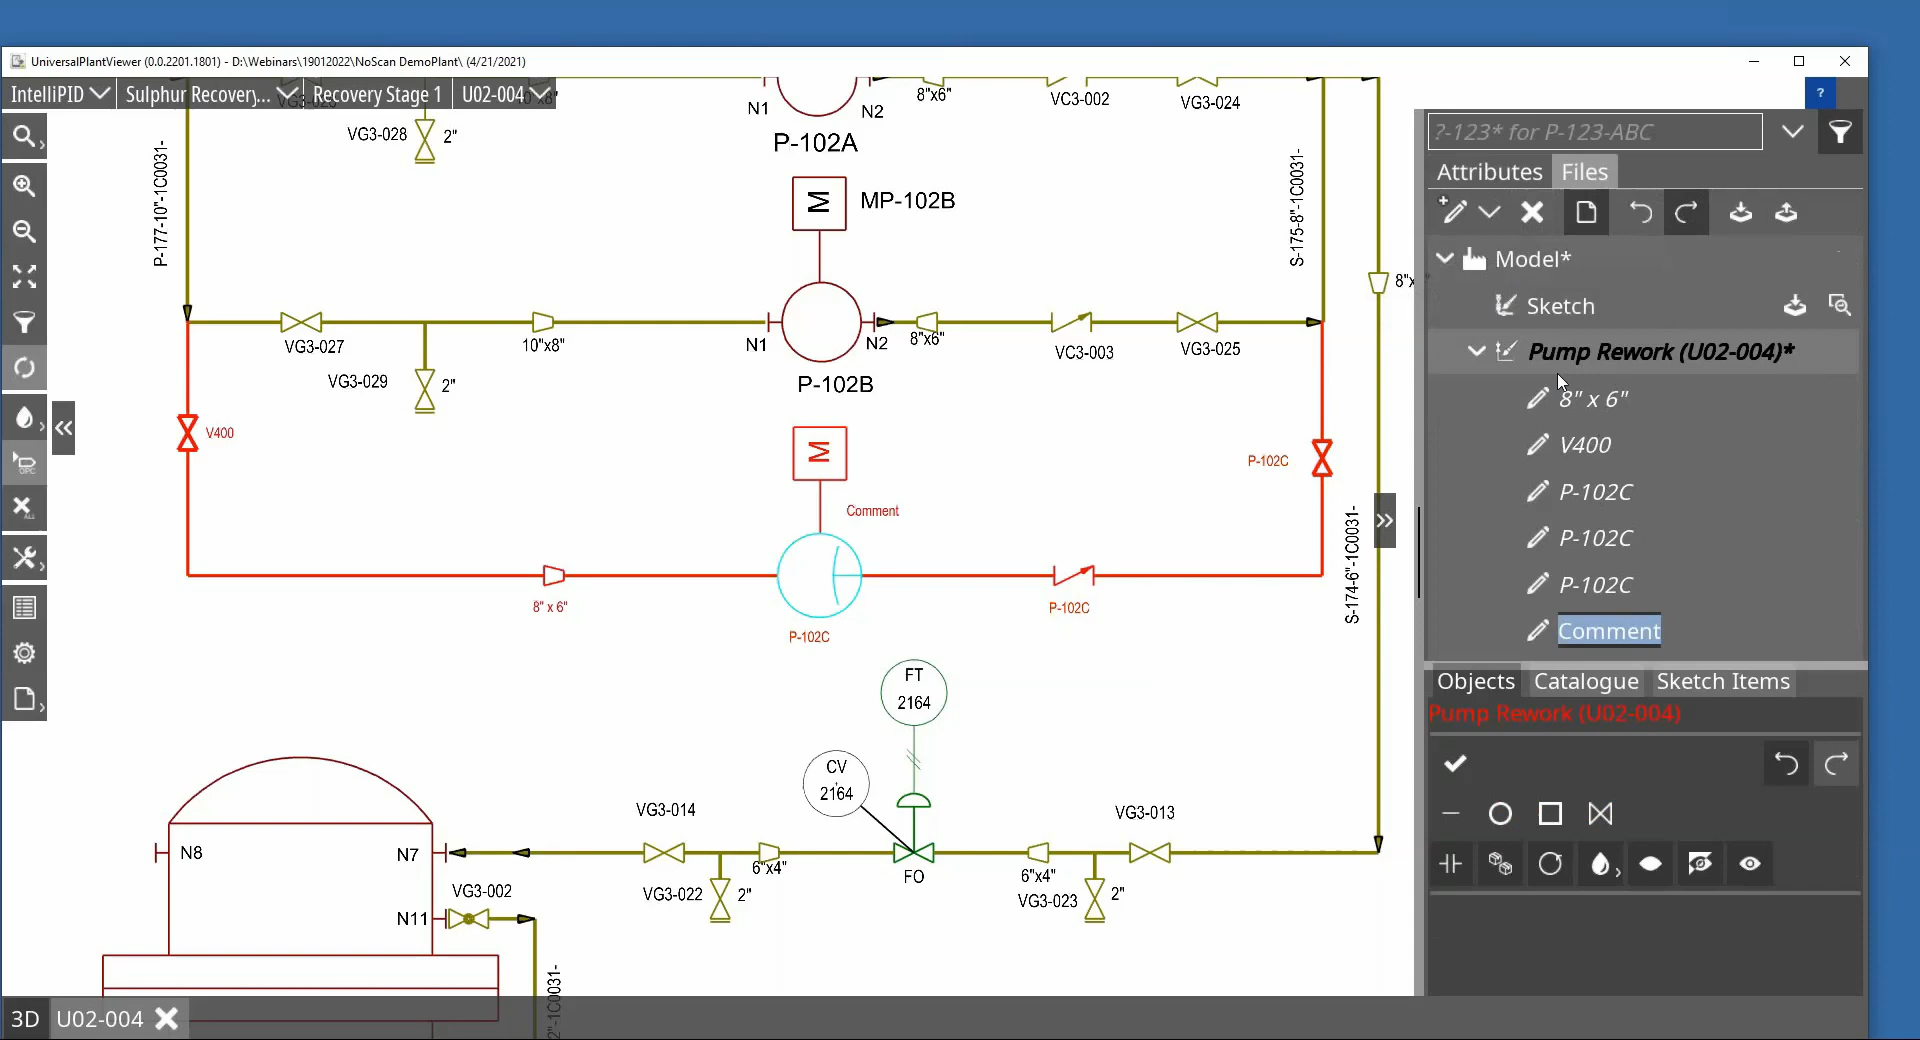 UniversalPlantViewer (0.0.2201.1801) - D:\Webinars\19012022\NoScan DemoPlant\ (4/21/2021)
IntelliPID
Sulphur Recovery...
Recovery Stage 1
U02-004
?
?-123* for P-123-ABC
Attributes
Files
Model*
Sketch
Pump Rework (U02-004)*
8" x 6"
V400
P-102C
P-102C
P-102C
Comment
Objects
Catalogue
Sketch Items
Pump Rework (U02-004)
N1
N2
8"x6"
VC3-002
VG3-024
VG3-028
2"
P-102A
P-177-10"-1C0031-
M
MP-102B
S-175-8"-1C0031-
VG3-027
10"x8"
N1
N2
8"x6"
VC3-003
VG3-025
VG3-029
2"
P-102B
V400
M
P-102C
Comment
8" x 6"
P-102C
P-102C
S-174-6"-1C0031-
FT
2164
CV
2164
VG3-014
VG3-013
N8
N7
6"x4"
FO
6"x4"
VG3-002
VG3-022
2"
VG3-023
2"
N11
2"-1C0031-
OPC
ALL
3D
U02-004